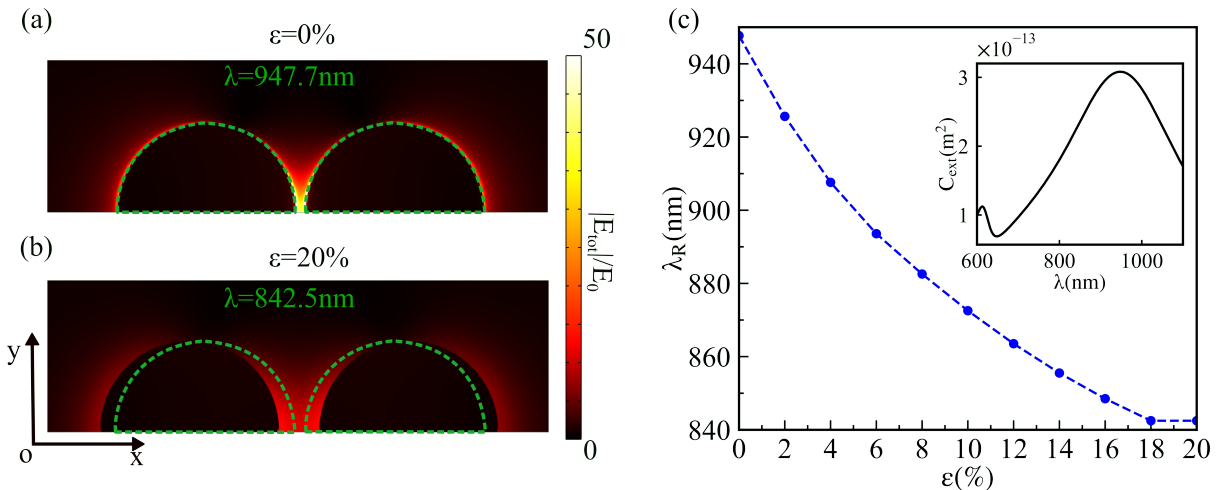 (a)
ε=0%
λ=947.7nm
50
|E_tot|/E_0
0
(b)
ε=20%
λ=842.5nm
y
o
x
(c)
λ_R(nm)
940
920
900
880
860
840
0 2 4 6 8 10 12 14 16 18 20
ε(%)
×10⁻¹³
C_ext(m²)
3
2
1
600 800 1000
λ(nm)